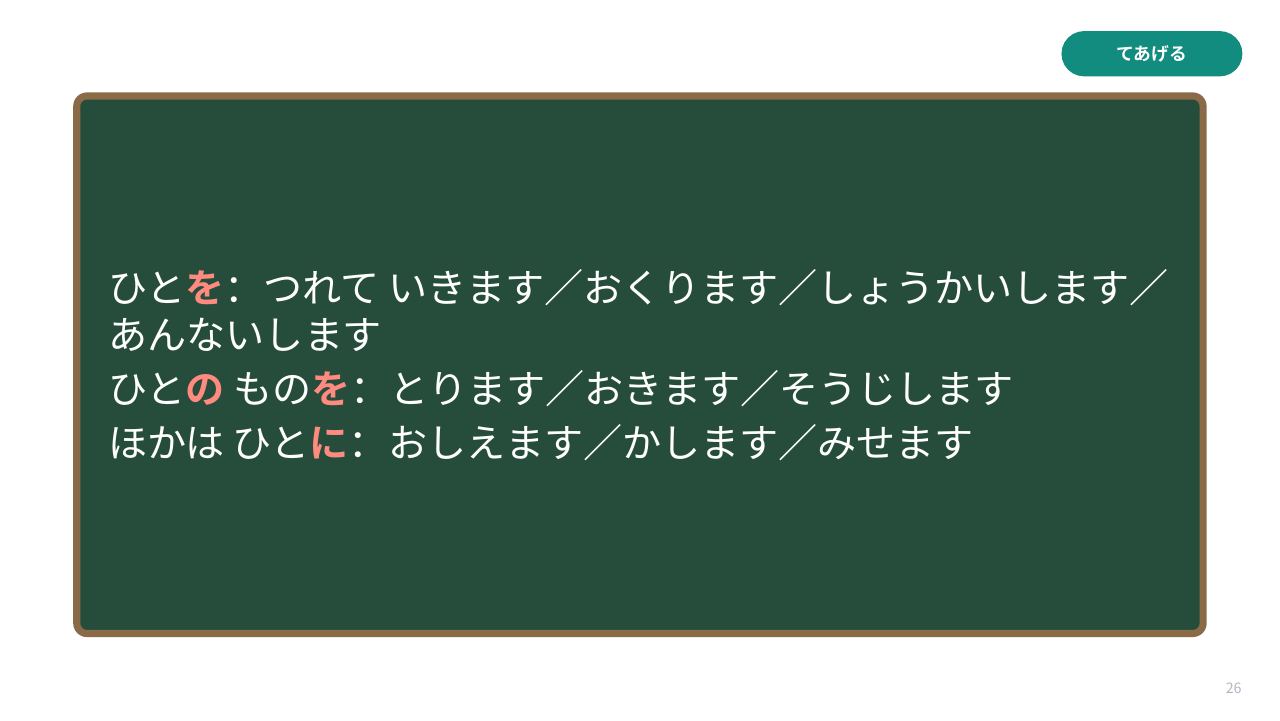 てあげる
ひとを：つれて いきます／おくります／しょうかいします／
あんないします
ひとの ものを：とります／おきます／そうじします
ほかは ひとに：おしえます／かします／みせます
26